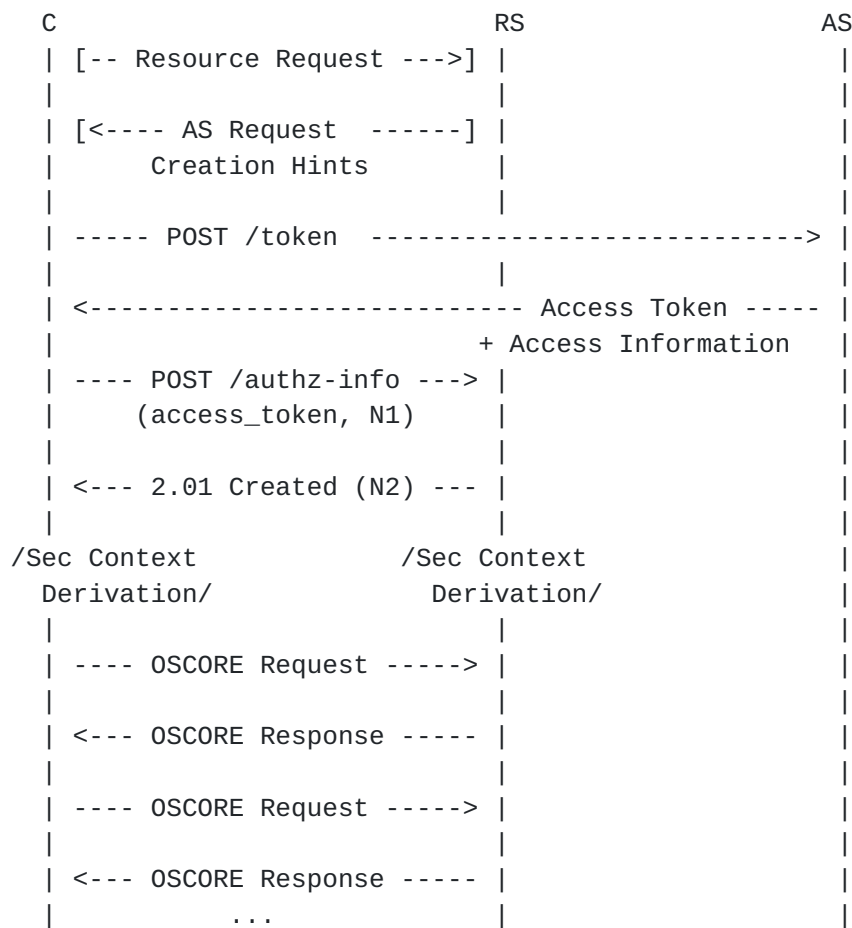 C                            RS                   AS
| [-- Resource Request --->] |                     |
|                            |                     |
| [<---- AS Request  ------] |                     |
|      Creation Hints        |                     |
|                            |                     |
| ----- POST /token  ----------------------------> |
|                            |                     |
| <---------------------------- Access Token ----- |
|                           + Access Information   |
| ---- POST /authz-info ---> |                     |
|     (access_token, N1)     |                     |
|                            |                     |
| <--- 2.01 Created (N2) --- |                     |
|                            |                     |
/Sec Context             /Sec Context              |
  Derivation/              Derivation/             |
|                            |                     |
| ---- OSCORE Request -----> |                     |
|                            |                     |
| <--- OSCORE Response ----- |                     |
|                            |                     |
| ---- OSCORE Request -----> |                     |
|                            |                     |
| <--- OSCORE Response ----- |                     |
|           ...              |                     |